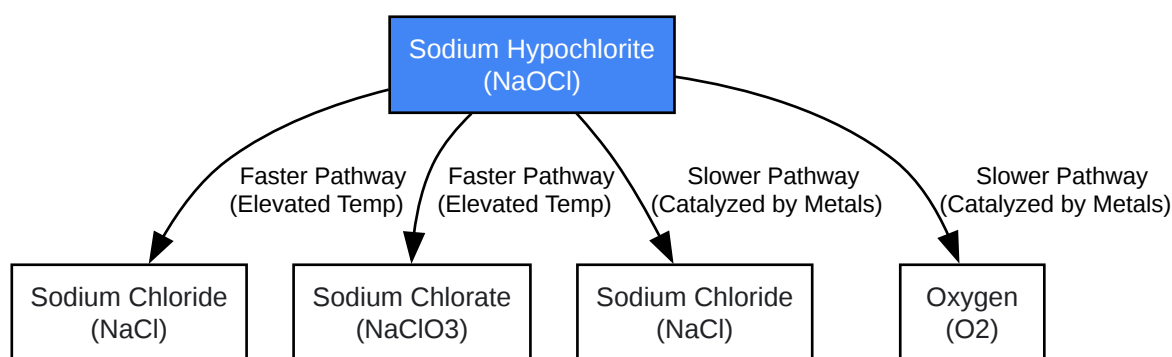 Sodium Hypochlorite
(NaOCl)
Faster Pathway
(Elevated Temp)
Faster Pathway
(Elevated Temp)
Slower Pathway
(Catalyzed by Metals)
Slower Pathway
(Catalyzed by Metals)
Sodium Chloride
(NaCl)
Sodium Chlorate
(NaClO3)
Sodium Chloride
(NaCl)
Oxygen
(O2)